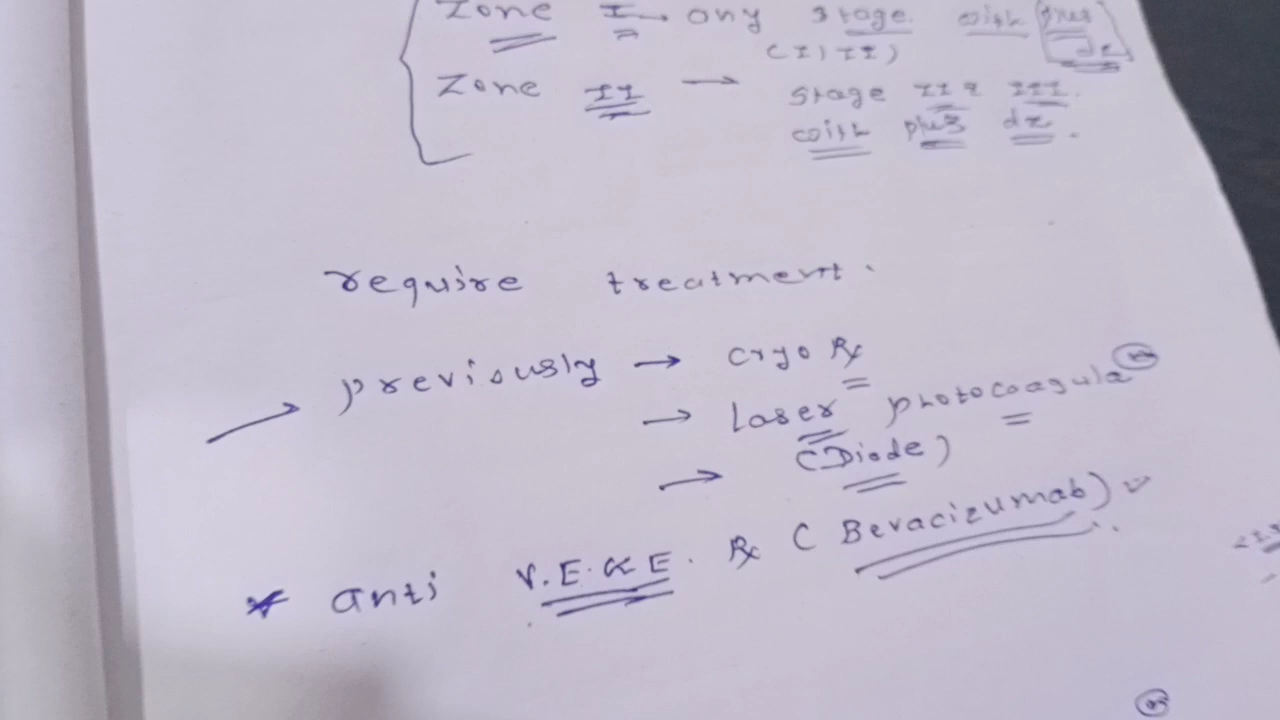 Zone I → any stage with plus dz
(I, II)
Zone II → stage II & III
with plus dz.
require treatment.
→ previously → cryo Rx
→ Laser photocoagula
(Diode)
→
* anti V.E.G.F. Rx (Bevacizumab)